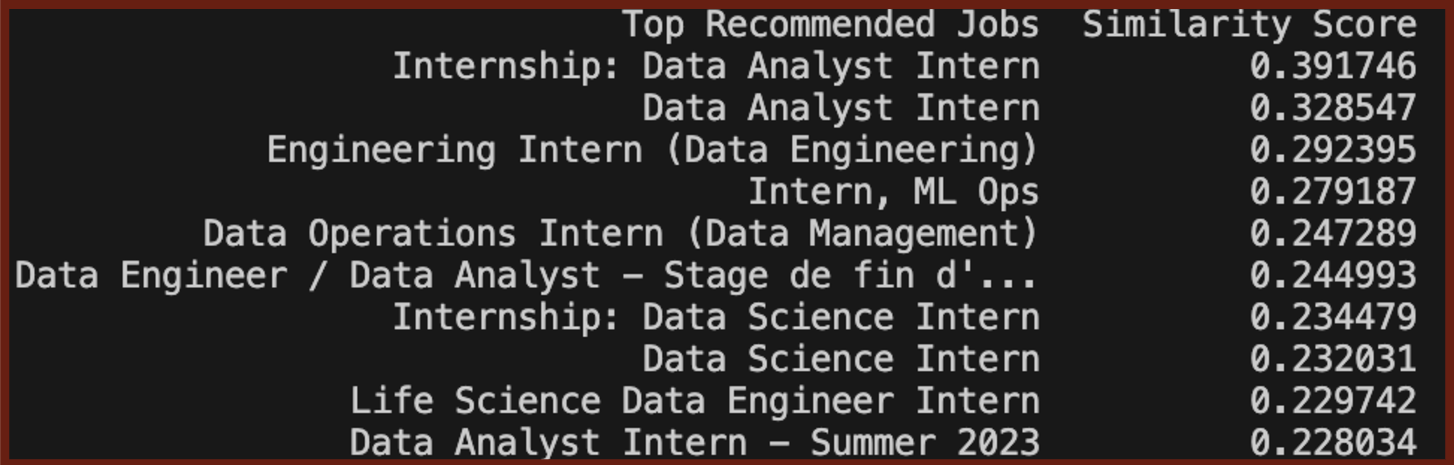 Top Recommended Jobs Similarity Score
Internship: Data Analyst Intern 0.391746
Data Analyst Intern 0.328547
Engineering Intern (Data Engineering) 0.292395
Intern, ML Ops 0.279187
Data Operations Intern (Data Management) 0.247289
Data Engineer / Data Analyst – Stage de fin d'... 0.244993
Internship: Data Science Intern 0.234479
Data Science Intern 0.232031
Life Science Data Engineer Intern 0.229742
Data Analyst Intern – Summer 2023 0.228034